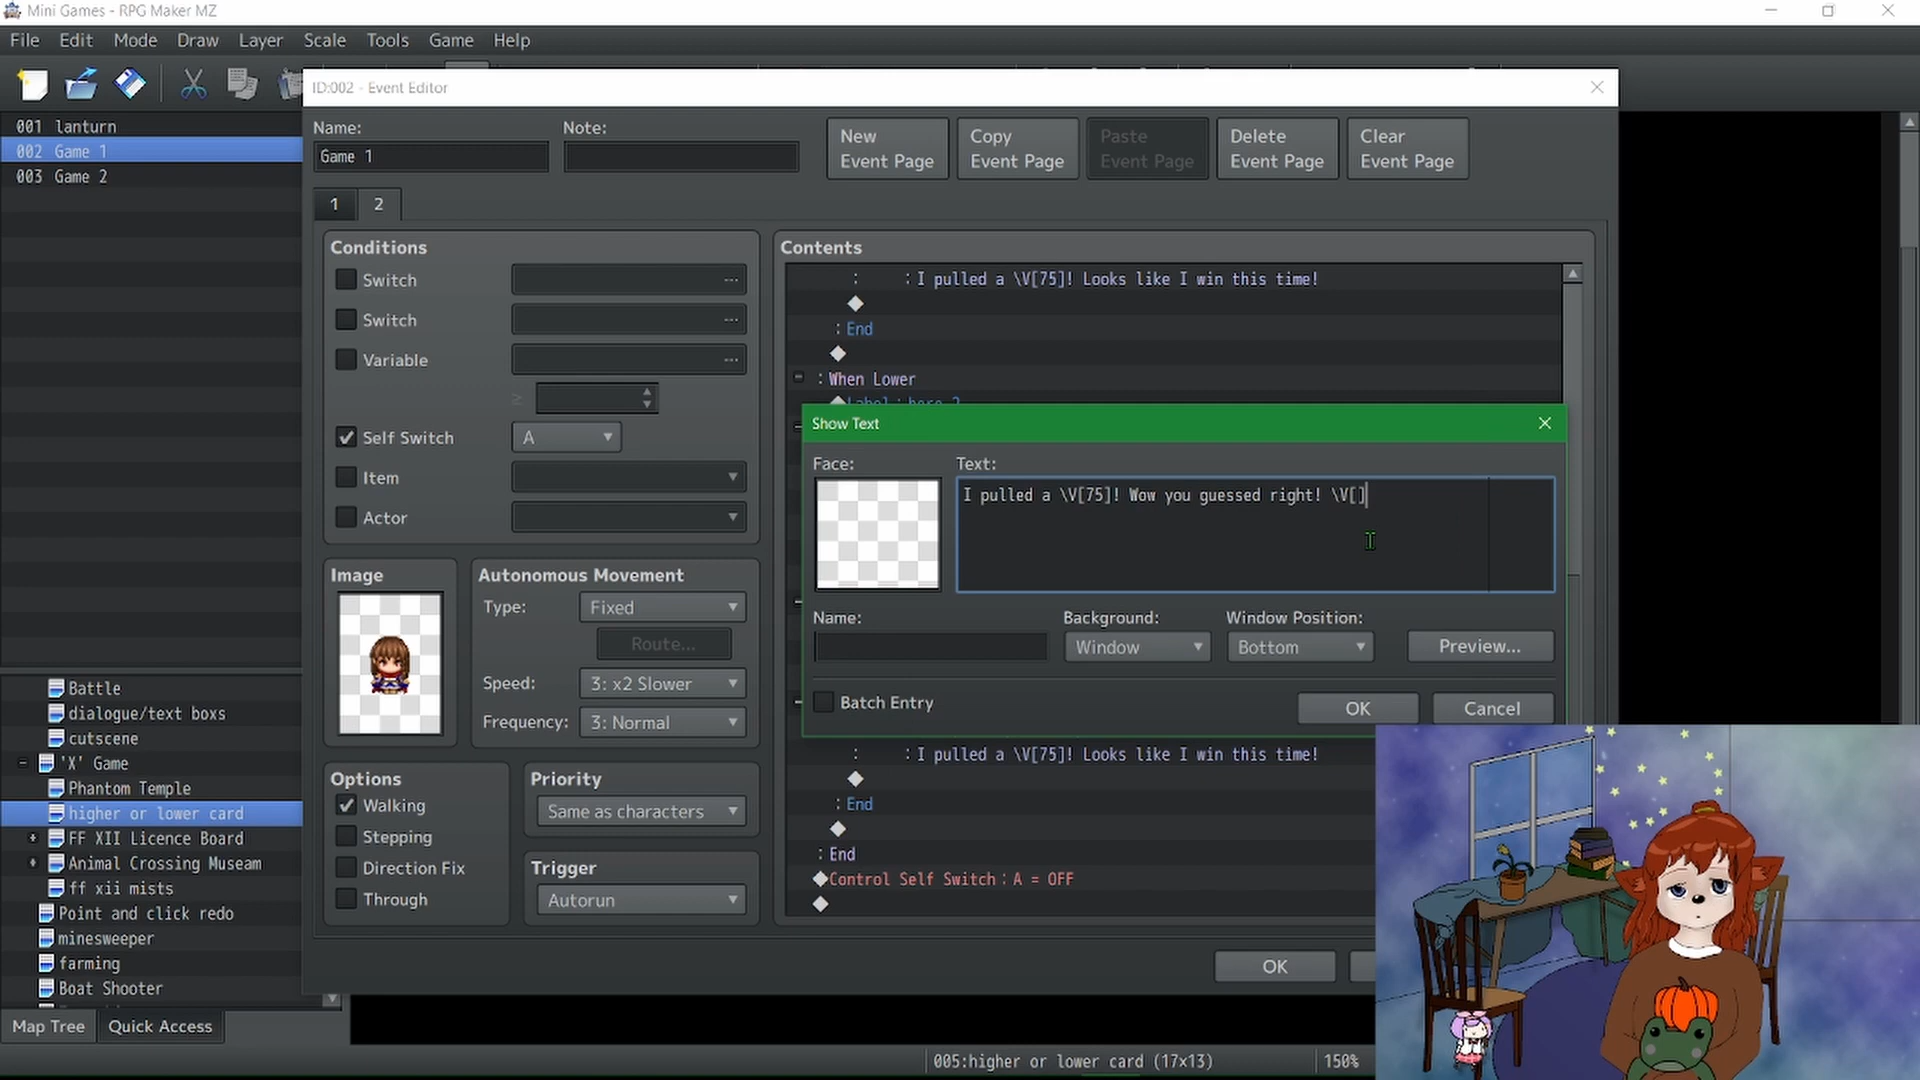 Mini Games - RPG Maker MZ
File Edit Mode Draw Layer Scale Tools Game Help
ID:002 - Event Editor
001 lanturn
002 Game 1
003 Game 2
Name:
Game 1
Note:
New Event Page
Copy Event Page
Paste Event Page
Delete Event Page
Clear Event Page
1 2
Conditions
Switch ...
Switch ...
Variable ...
≥
Self Switch A
Item
Actor
Image
Autonomous Movement
Type: Fixed
Route...
Speed: 3: x2 Slower
Frequency: 3: Normal
Options
Walking
Stepping
Direction Fix
Through
Priority
Same as characters
Trigger
Autorun
Contents
: : I pulled a \V[75]! Looks like I win this time!
: End
: When Lower
Label : here 2
Show Text
Face:
Text:
I pulled a \V[75]! Wow you guessed right! \V[]
Name:
Background:
Window
Window Position:
Bottom
Preview...
Batch Entry
OK
Cancel
: : I pulled a \V[75]! Looks like I win this time!
: End
: End
Control Self Switch : A = OFF
OK
Battle
dialogue/text boxs
cutscene
'X' Game
Phantom Temple
higher or lower card
FF XII Licence Board
Animal Crossing Museam
ff xii mists
Point and click redo
minesweeper
farming
Boat Shooter
Map Tree
Quick Access
005:higher or lower card (17x13)
150%